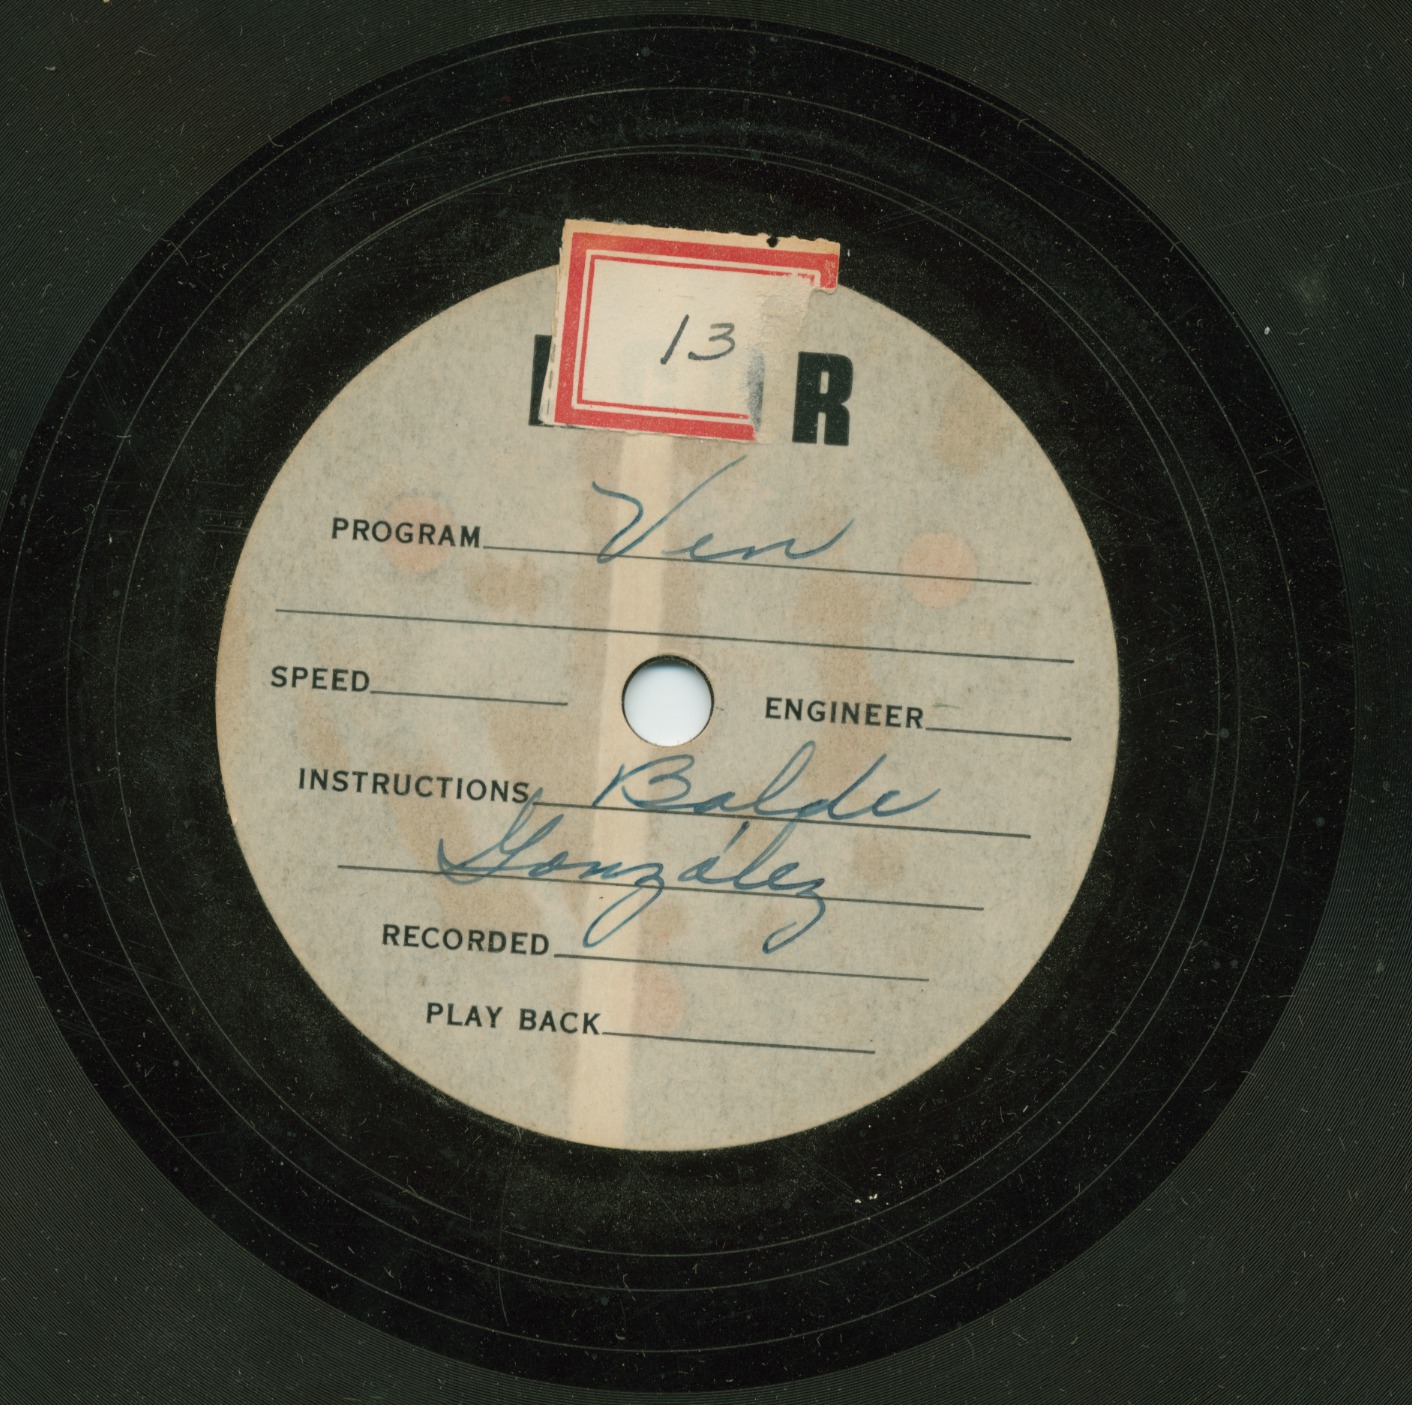 13
R
PROGRAM Ven
SPEED
ENGINEER
INSTRUCTIONS Balde
González
RECORDED
PLAY BACK